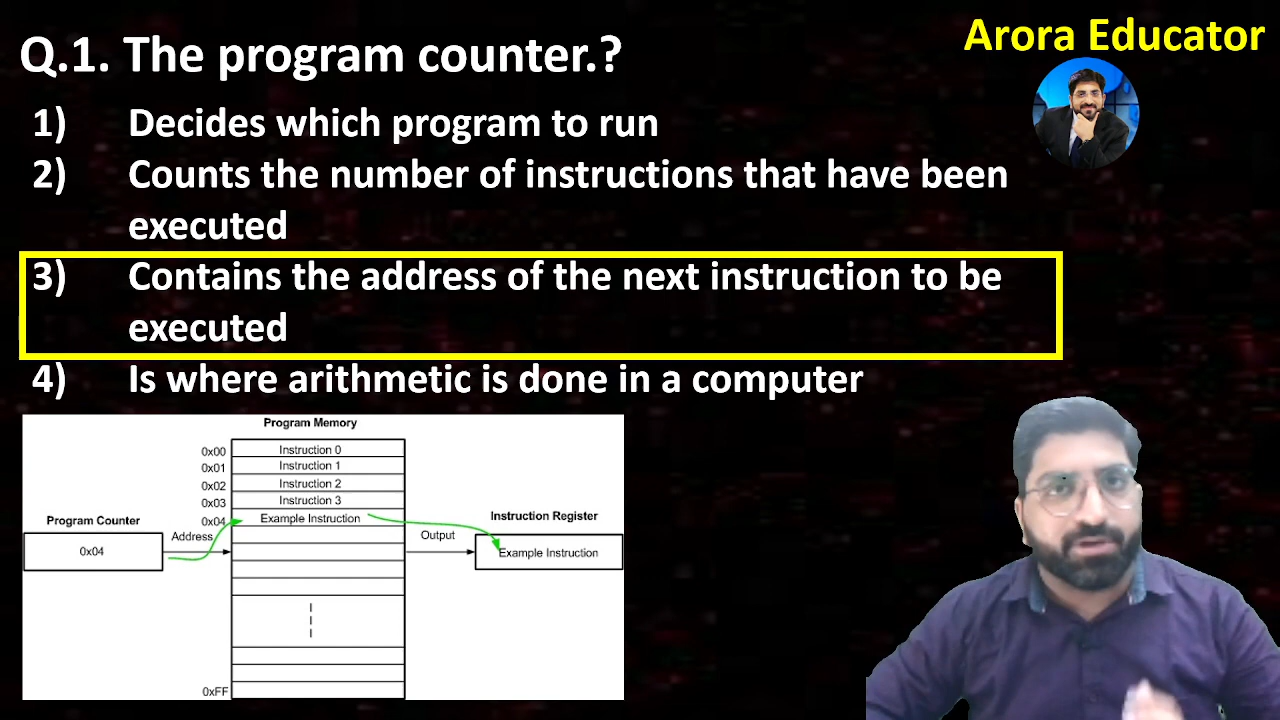 Arora Educator
Q.1. The program counter.?
1) Decides which program to run
2) Counts the number of instructions that have been
executed
3) Contains the address of the next instruction to be
executed
4) Is where arithmetic is done in a computer
Program Memory
0x00 Instruction 0
0x01 Instruction 1
0x02 Instruction 2
0x03 Instruction 3
0x04 Example Instruction
Program Counter
0x04
Address
Output
Instruction Register
Example Instruction
0xFF